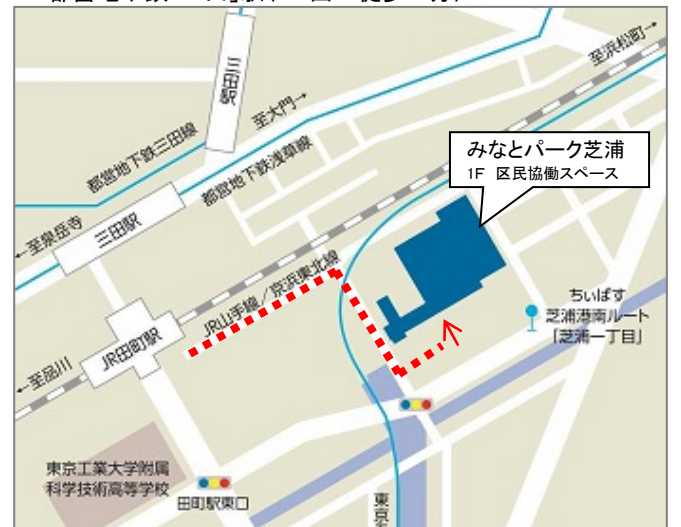 三田駅
至浜松町→
至大門→
都営地下鉄三田線
都営地下鉄浅草線
みなとパーク芝浦
1F 区民協働スペース
←至泉岳寺
三田駅
JR山手線／京浜東北線
ちいばす
芝浦港南ルート
「芝浦一丁目」
JR田町駅
←至品川
東京工業大学附属
科学技術高等学校
田町駅東口
東京